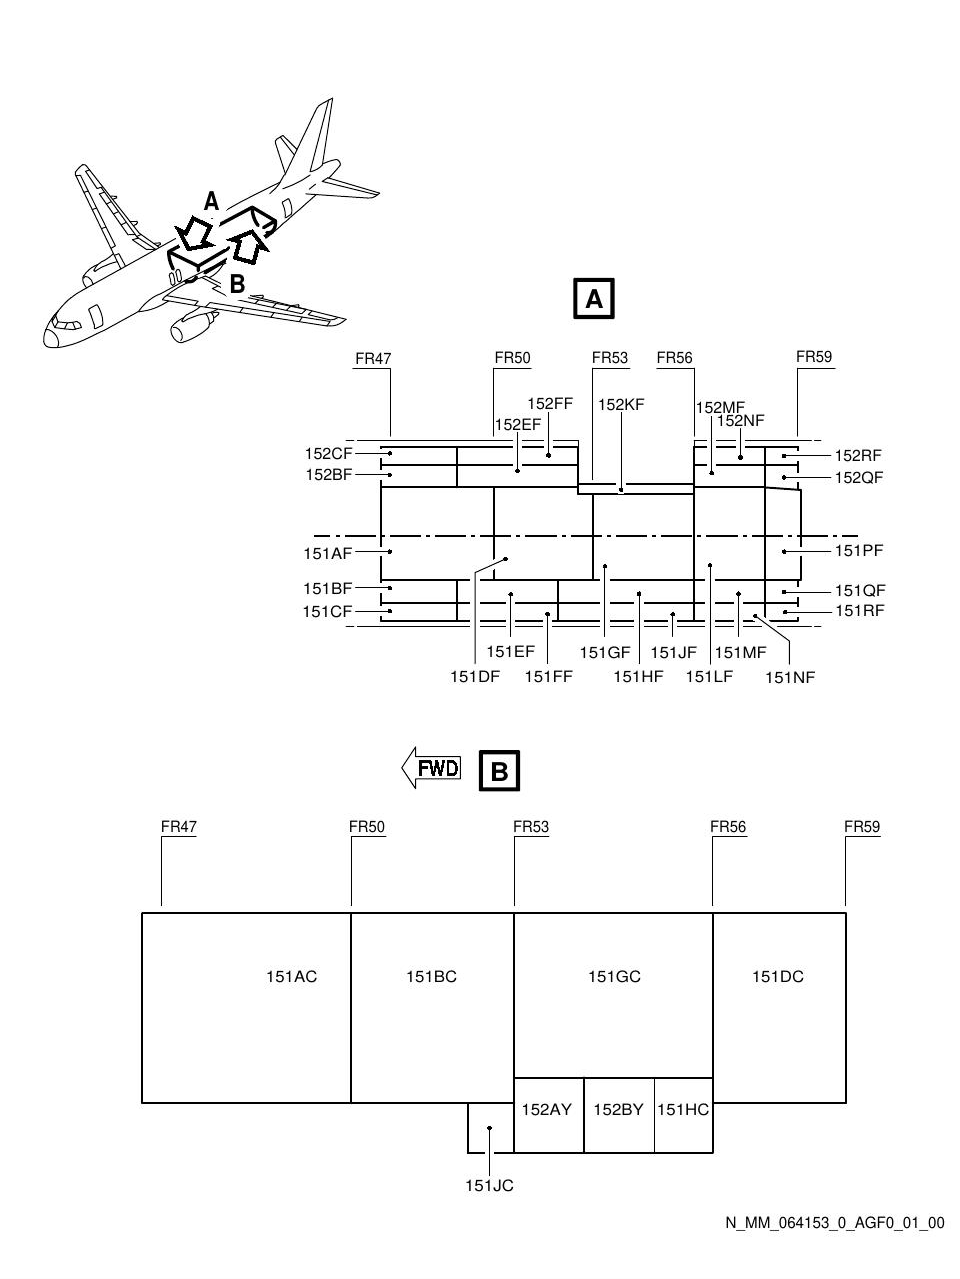 A
B
A
FR47 FR50 FR53 FR56 FR59
152FF 152KF 152MF
152EF 152NF
152CF 152RF
152BF 152QF
151AF 151PF
151BF 151QF
151CF 151RF
151EF 151GF 151JF 151MF
151DF 151FF 151HF 151LF 151NF
FWD B
FR47 FR50 FR53 FR56 FR59
151AC 151BC 151GC 151DC
152AY 152BY 151HC
151JC
N_MM_064153_0_AGF0_01_00